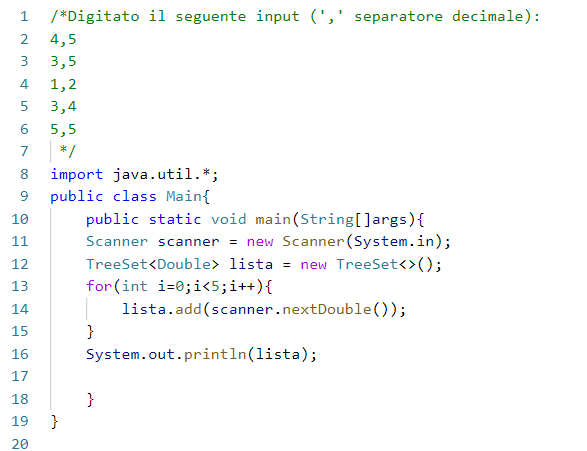 1 /*Digitato il seguente input (',' separatore decimale):
2 4,5
3 3,5
4 1,2
5 3,4
6 5,5
7 */
8 import java.util.*;
9 public class Main{
10 public static void main(String[]args){
11 Scanner scanner = new Scanner(System.in);
12 TreeSet<Double> lista = new TreeSet<>();
13 for(int i=0;i<5;i++){
14 lista.add(scanner.nextDouble());
15 }
16 System.out.println(lista);
17
18 }
19 }
20